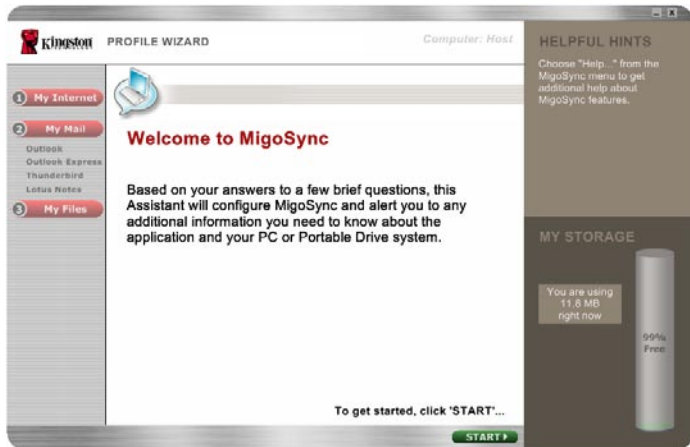 Kingston
PROFILE WIZARD
Computer: Host
1 My Internet
2 My Mail
Outlook
Outlook Express
Thunderbird
Lotus Notes
3 My Files
Welcome to MigoSync
Based on your answers to a few brief questions, this
Assistant will configure MigoSync and alert you to any
additional information you need to know about the
application and your PC or Portable Drive system.
To get started, click 'START'...
START
HELPFUL HINTS
Choose "Help..." from the
MigoSync menu to get
additional help about
MigoSync features.
MY STORAGE
You are using
11.8 MB
right now
99%
Free